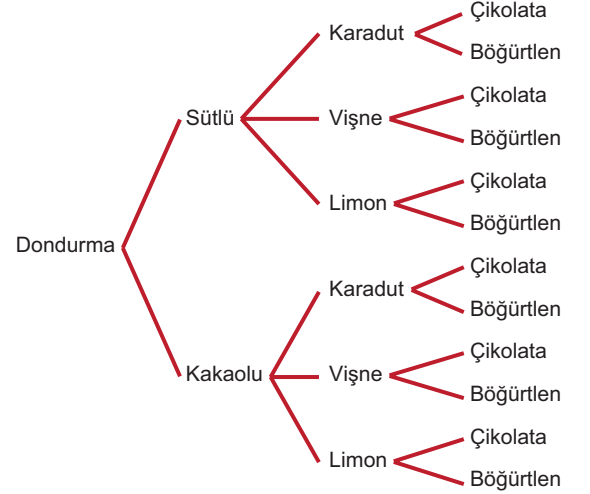 Çikolata
Karadut
Böğürtlen
Çikolata
Sütlü
Vişne
Böğürtlen
Çikolata
Limon
Böğürtlen
Dondurma
Çikolata
Karadut
Böğürtlen
Çikolata
Kakaolu
Vişne
Böğürtlen
Çikolata
Limon
Böğürtlen